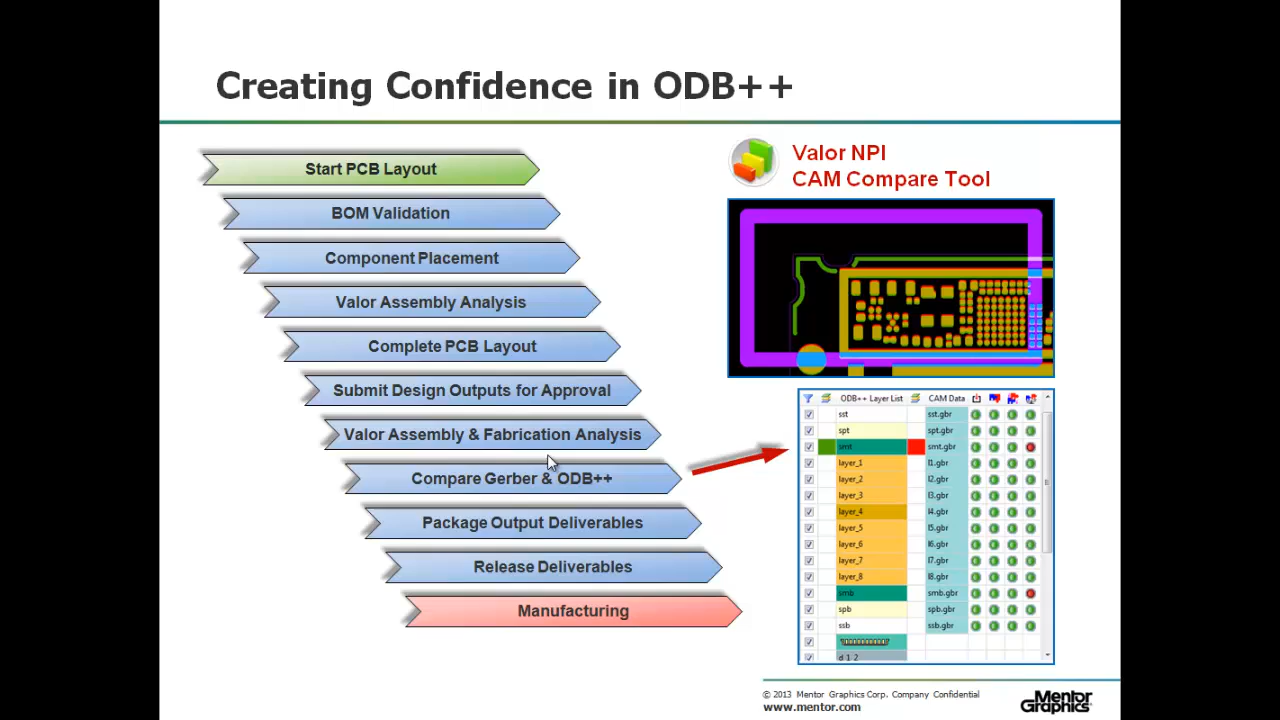 Creating Confidence in ODB++
Start PCB Layout
BOM Validation
Component Placement
Valor Assembly Analysis
Complete PCB Layout
Submit Design Outputs for Approval
Valor Assembly & Fabrication Analysis
Compare Gerber & ODB++
Package Output Deliverables
Release Deliverables
Manufacturing
Valor NPI
CAM Compare Tool
ODB++ Layer List CAM Data
sst sst.gbr
spt spt.gbr
smt smt.gbr
layer_1 l1.gbr
layer_2 l2.gbr
layer_3 l3.gbr
layer_4 l4.gbr
layer_5 l5.gbr
layer_6 l6.gbr
layer_7 l7.gbr
layer_8 l8.gbr
smb smb.gbr
spb spb.gbr
ssb ssb.gbr
d_1_2
© 2013 Mentor Graphics Corp. Company Confidential
www.mentor.com
Mentor
Graphics